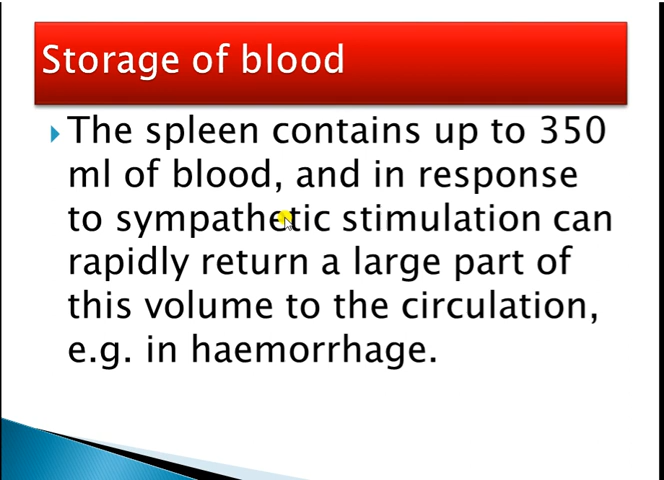 Storage of blood
The spleen contains up to 350
ml of blood, and in response
to sympathetic stimulation can
rapidly return a large part of
this volume to the circulation,
e.g. in haemorrhage.